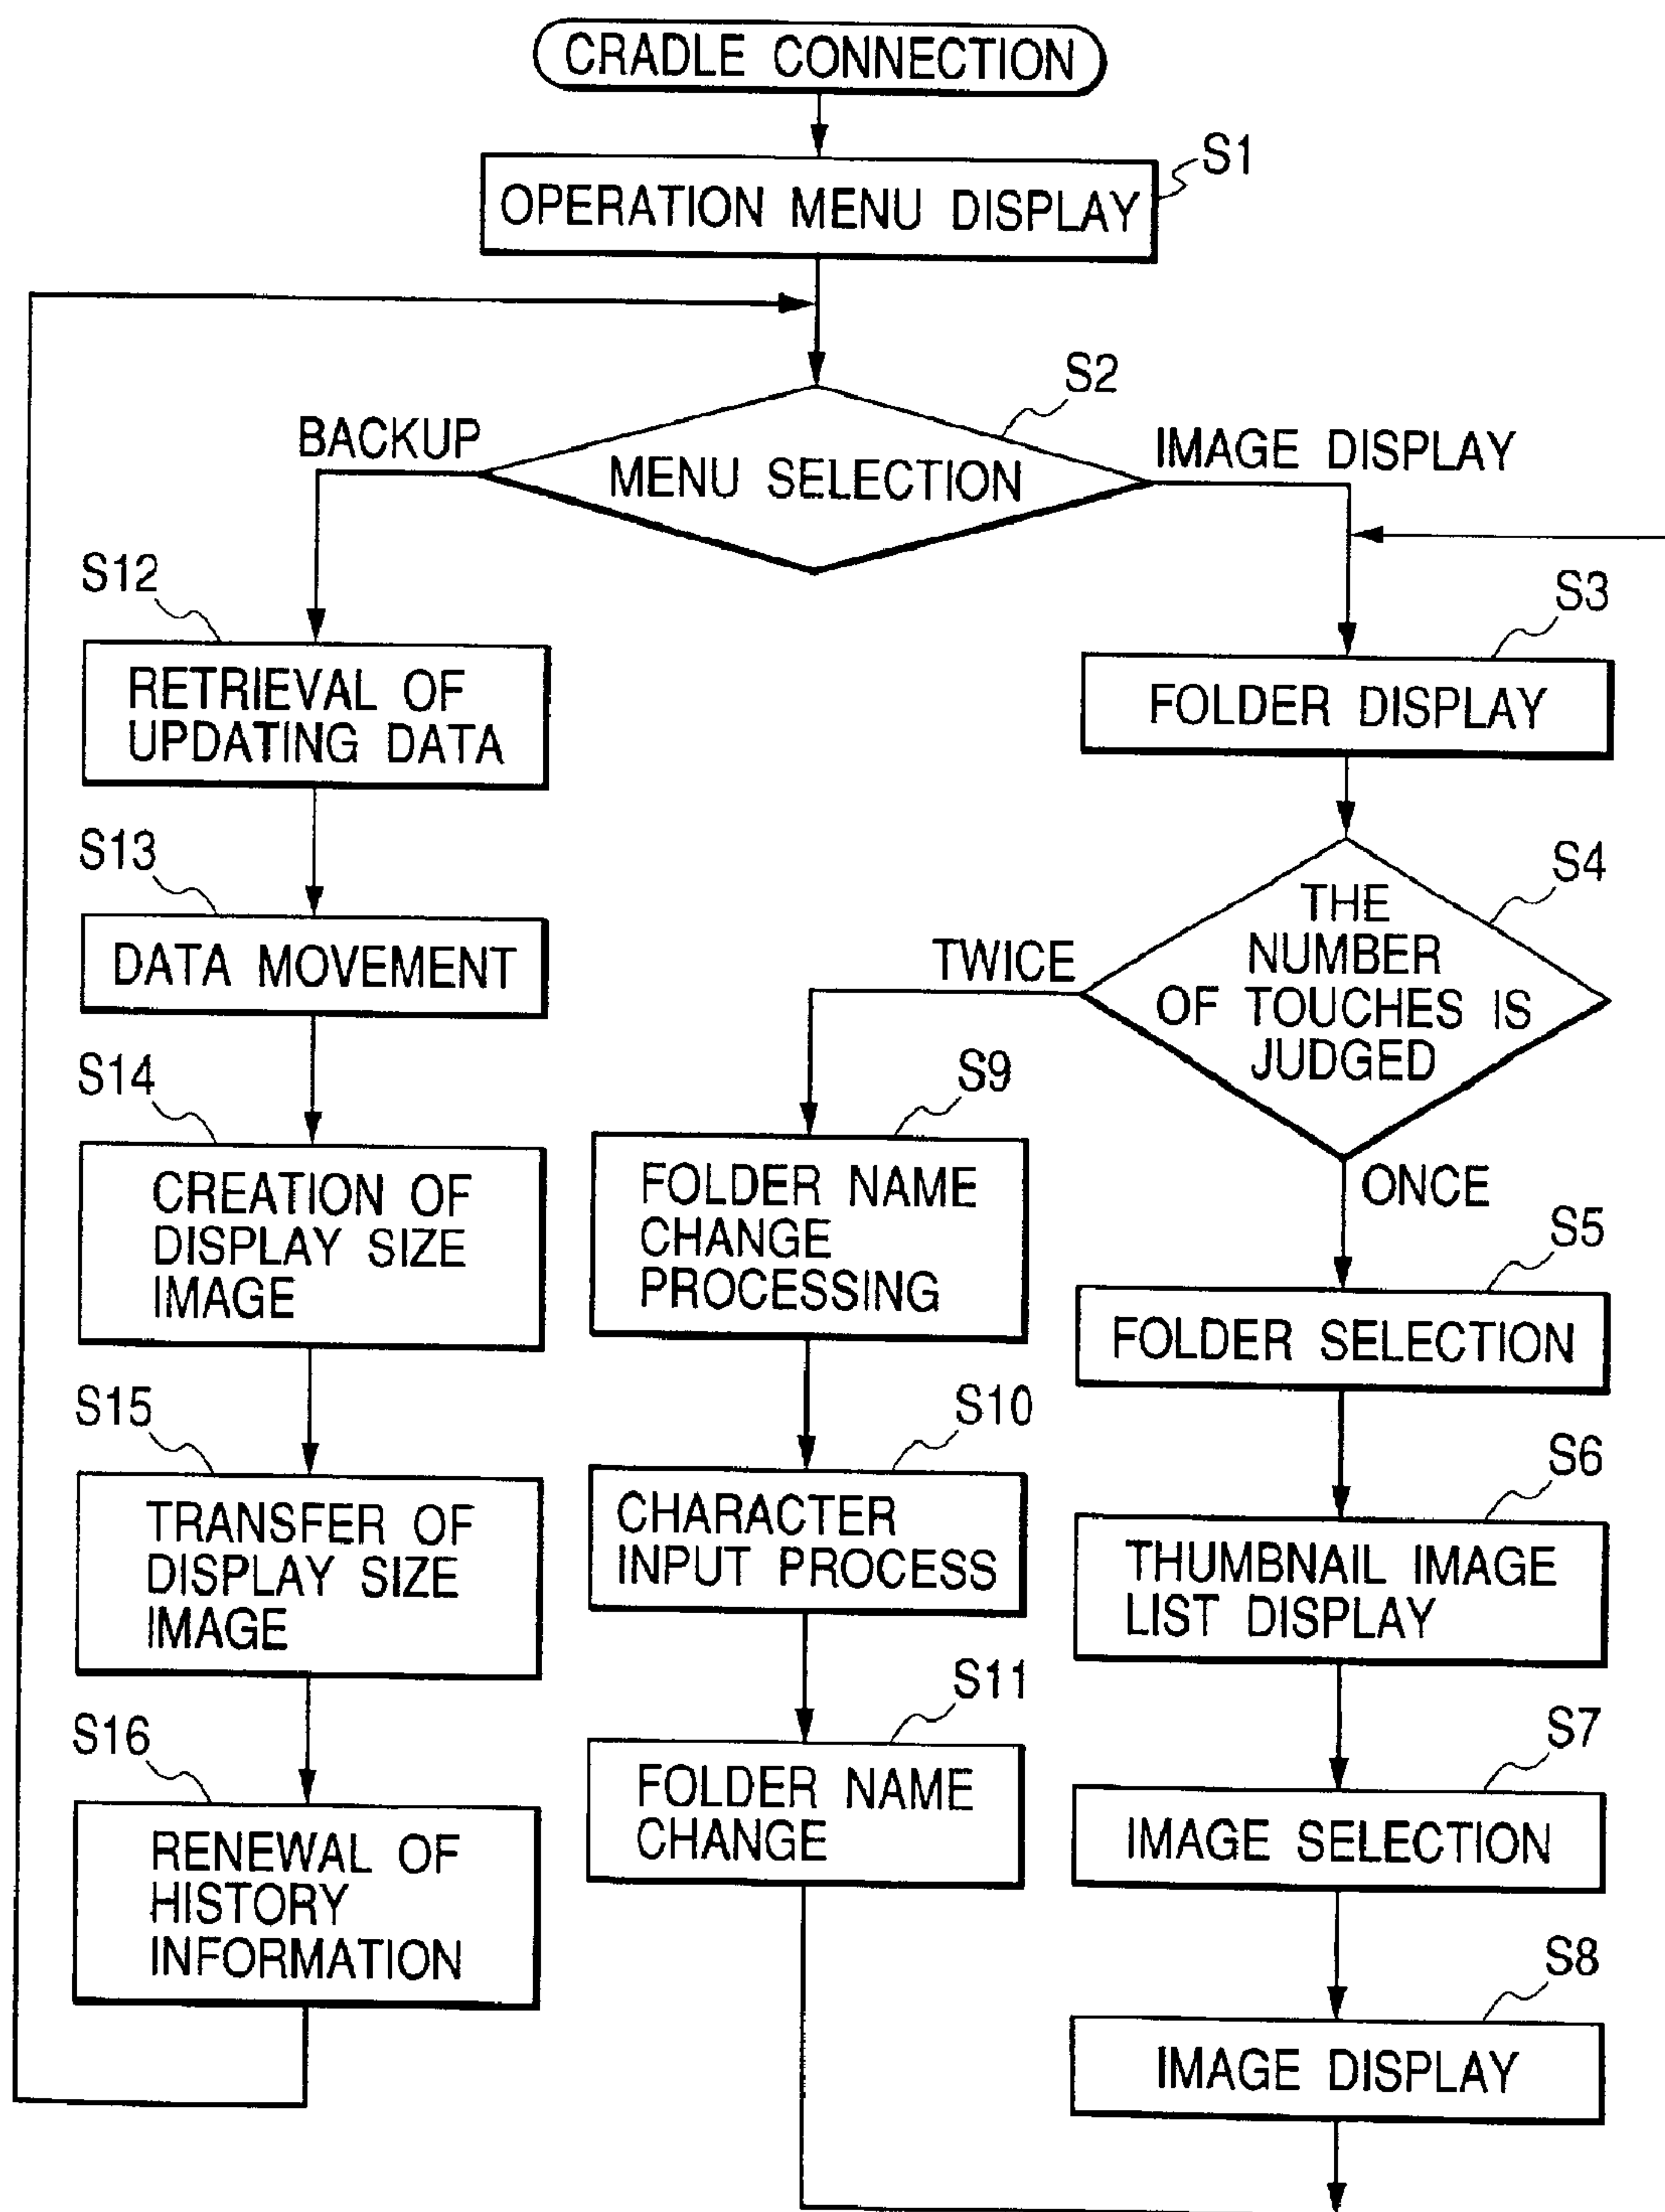 CRADLE CONNECTION
S1
OPERATION MENU DISPLAY
S2
BACKUP
IMAGE DISPLAY
MENU SELECTION
S12
RETRIEVAL OF
UPDATING DATA
S13
DATA MOVEMENT
S14
CREATION OF
DISPLAY SIZE
IMAGE
S15
TRANSFER OF
DISPLAY SIZE
IMAGE
S16
RENEWAL OF
HISTORY
INFORMATION
S3
FOLDER DISPLAY
S4
THE
NUMBER
OF TOUCHES IS
JUDGED
TWICE
ONCE
S9
FOLDER NAME
CHANGE
PROCESSING
S10
CHARACTER
INPUT PROCESS
S11
FOLDER NAME
CHANGE
S5
FOLDER SELECTION
S6
THUMBNAIL IMAGE
LIST DISPLAY
S7
IMAGE SELECTION
S8
IMAGE DISPLAY